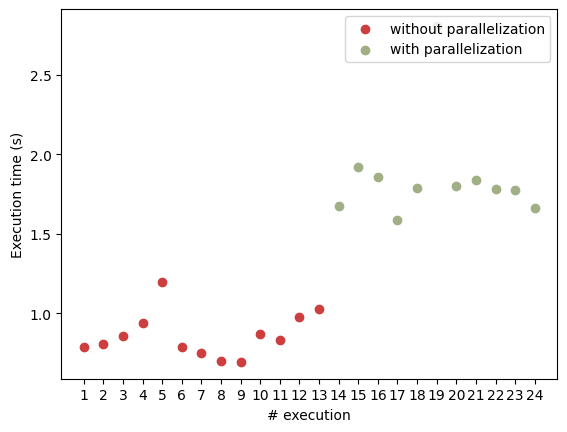 without parallelization
with parallelization
2.5
2.0
1.5
1.0
Execution time (s)
1 2 3 4 5 6 7 8 9 10 11 12 13 14 15 16 17 18 19 20 21 22 23 24
# execution